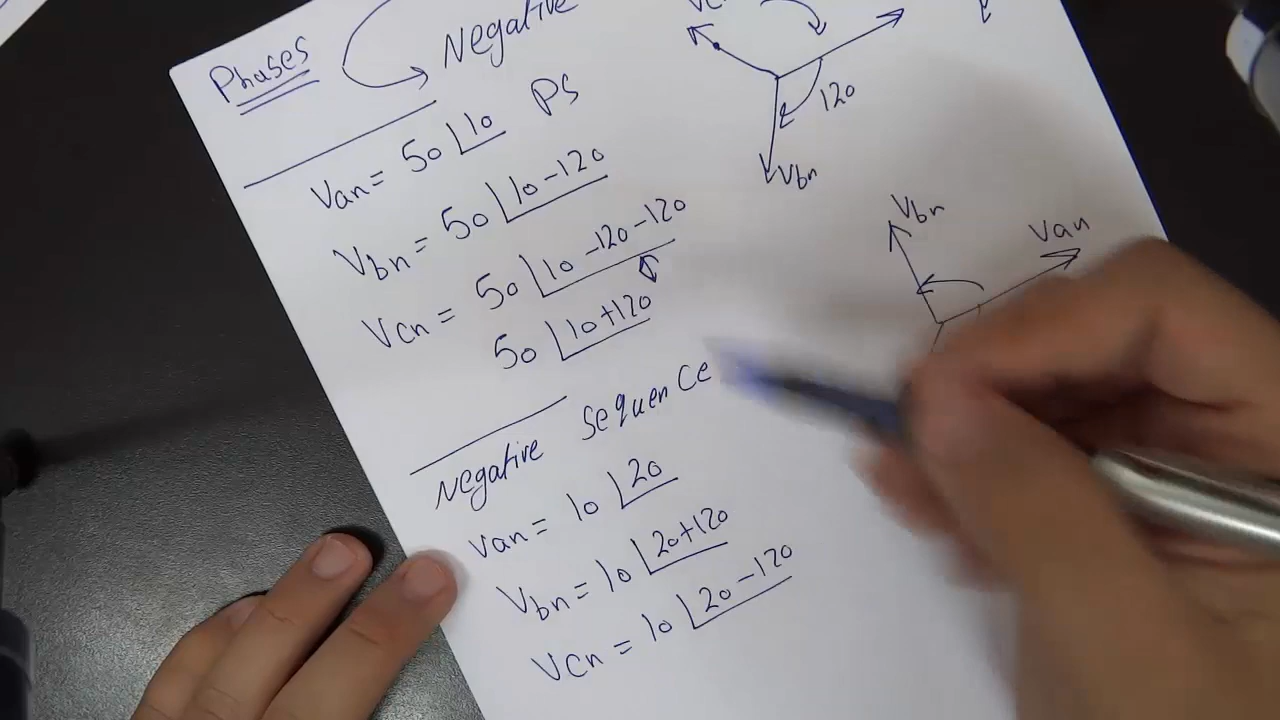 Phases
Negative
Van = 50 ∠10 PS
Vbn = 50 ∠10-120
Vcn = 50 ∠10-120-120
50 ∠10+120
Negative Sequence
Van = 10 ∠20
Vbn = 10 ∠20+120
Vcn = 10 ∠20-120
120
Vbn
Vbn
Van